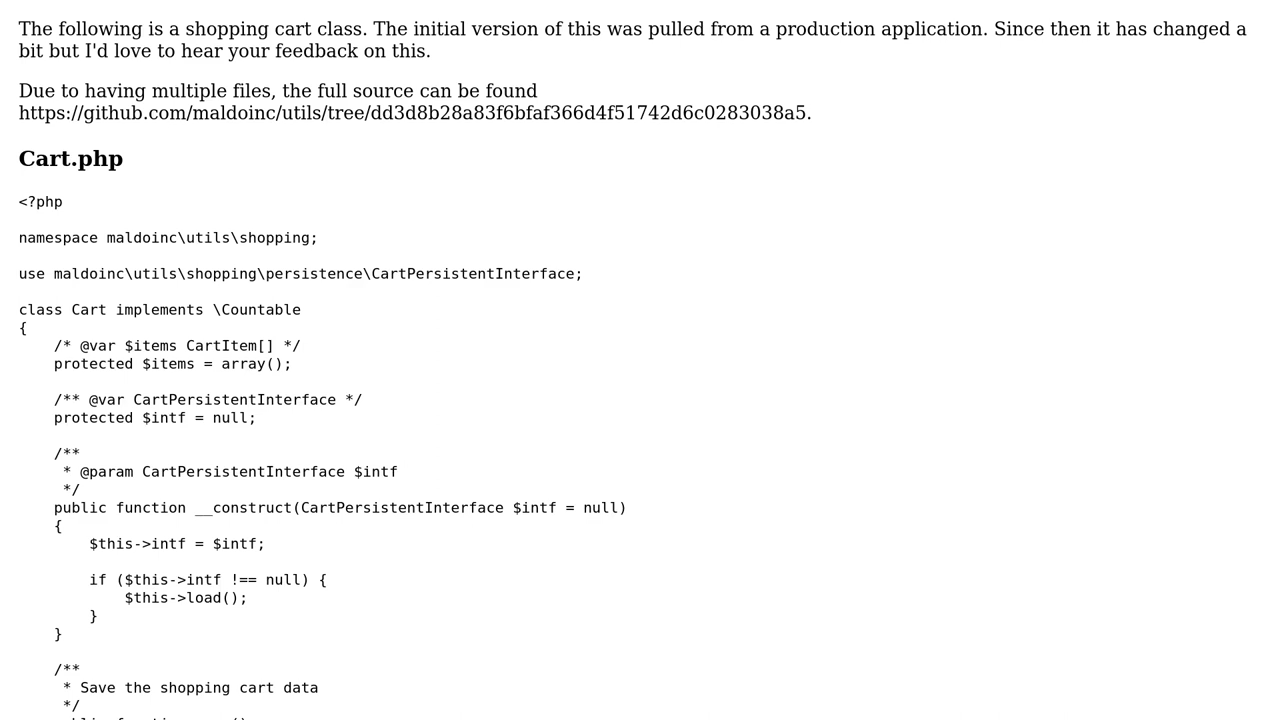 The following is a shopping cart class. The initial version of this was pulled from a production application. Since then it has changed a
bit but I'd love to hear your feedback on this.
Due to having multiple files, the full source can be found
https://github.com/maldoinc/utils/tree/dd3d8b28a83f6bfaf366d4f51742d6c0283038a5.
Cart.php
<?php
namespace maldoinc\utils\shopping;
use maldoinc\utils\shopping\persistence\CartPersistentInterface;
class Cart implements \Countable
{
    /* @var $items CartItem[] */
    protected $items = array();
    /** @var CartPersistentInterface */
    protected $intf = null;
    /**
     * @param CartPersistentInterface $intf
     */
    public function __construct(CartPersistentInterface $intf = null)
    {
        $this->intf = $intf;
        if ($this->intf !== null) {
            $this->load();
        }
    }
    /**
     * Save the shopping cart data
     */